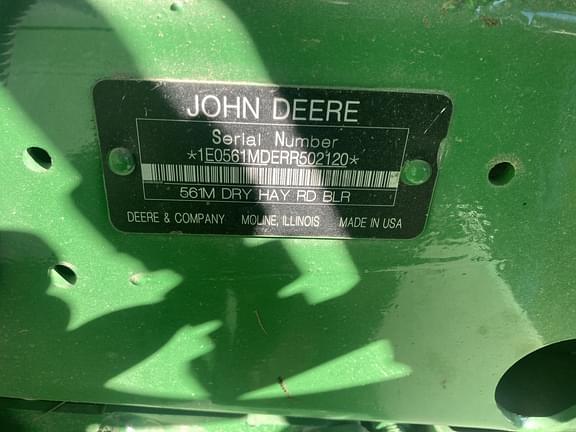 JOHN DEERE
Serial Number
*1E0561MDERR502120*
561M DRY HAY RD BLR
DEERE & COMPANY MOLINE, ILLINOIS MADE IN USA